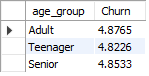 age_group Churn
Adult 4.8765
Teenager 4.8226
Senior 4.8533